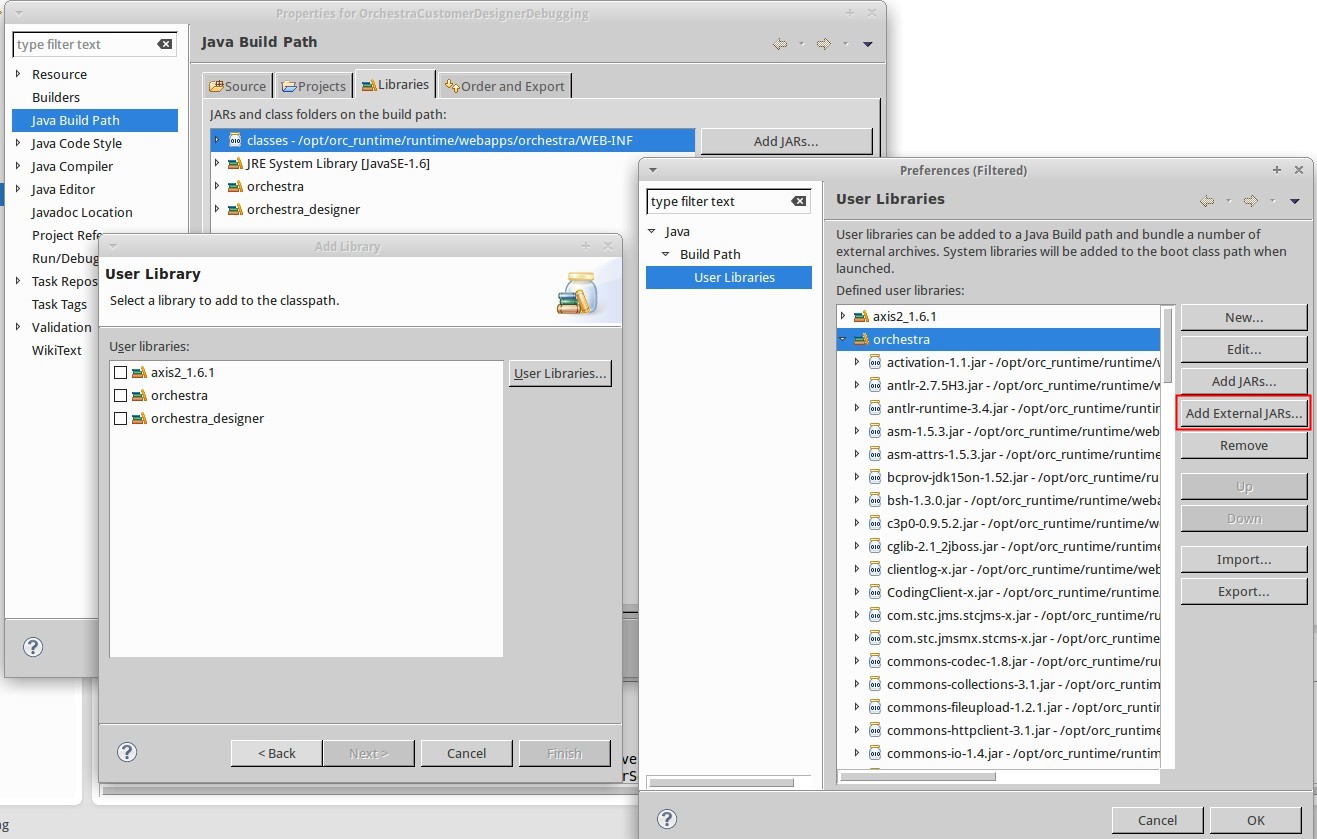 Properties for OrchestraCustomerDesignerDebugging
type filter text
Resource
Builders
Java Build Path
Java Code Style
Java Compiler
Java Editor
Javadoc Location
Project Refe
Run/Debug
Task Repos
Task Tags
Validation
WikiText
Java Build Path
Source
Projects
Libraries
Order and Export
JARs and class folders on the build path:
classes - /opt/orc_runtime/runtime/webapps/orchestra/WEB-INF
JRE System Library [JavaSE-1.6]
orchestra
orchestra_designer
Add JARs...
Add Library
User Library
Select a library to add to the classpath.
User libraries:
axis2_1.6.1
orchestra
orchestra_designer
User Libraries...
< Back
Next >
Cancel
Finish
Preferences (Filtered)
type filter text
Java
Build Path
User Libraries
User Libraries
User libraries can be added to a Java Build path and bundle a number of
external archives. System libraries will be added to the boot class path when
launched.
Defined user libraries:
axis2_1.6.1
orchestra
activation-1.1.jar - /opt/orc_runtime/runtime/w
antlr-2.7.5H3.jar - /opt/orc_runtime/runtime/w
antlr-runtime-3.4.jar - /opt/orc_runtime/runtir
asm-1.5.3.jar - /opt/orc_runtime/runtime/web
asm-attrs-1.5.3.jar - /opt/orc_runtime/runtime
bcprov-jdk15on-1.52.jar - /opt/orc_runtime/ru
bsh-1.3.0.jar - /opt/orc_runtime/runtime/weba
c3p0-0.9.5.2.jar - /opt/orc_runtime/runtime/w
cglib-2.1_2jboss.jar - /opt/orc_runtime/runtime
clientlog-x.jar - /opt/orc_runtime/runtime/web
CodingClient-x.jar - /opt/orc_runtime/runtime.
com.stc.jms.stcjms-x.jar - /opt/orc_runtime/ru
com.stc.jmsmx.stcms-x.jar - /opt/orc_runtime
commons-codec-1.8.jar - /opt/orc_runtime/rur
commons-collections-3.1.jar - /opt/orc_runtim
commons-fileupload-1.2.1.jar - /opt/orc_runtir
commons-httpclient-3.1.jar - /opt/orc_runtime
commons-io-1.4.jar - /opt/orc_runtime/runtim
New...
Edit...
Add JARs...
Add External JARs...
Remove
Up
Down
Import...
Export...
Cancel
OK
ve
rS
ng